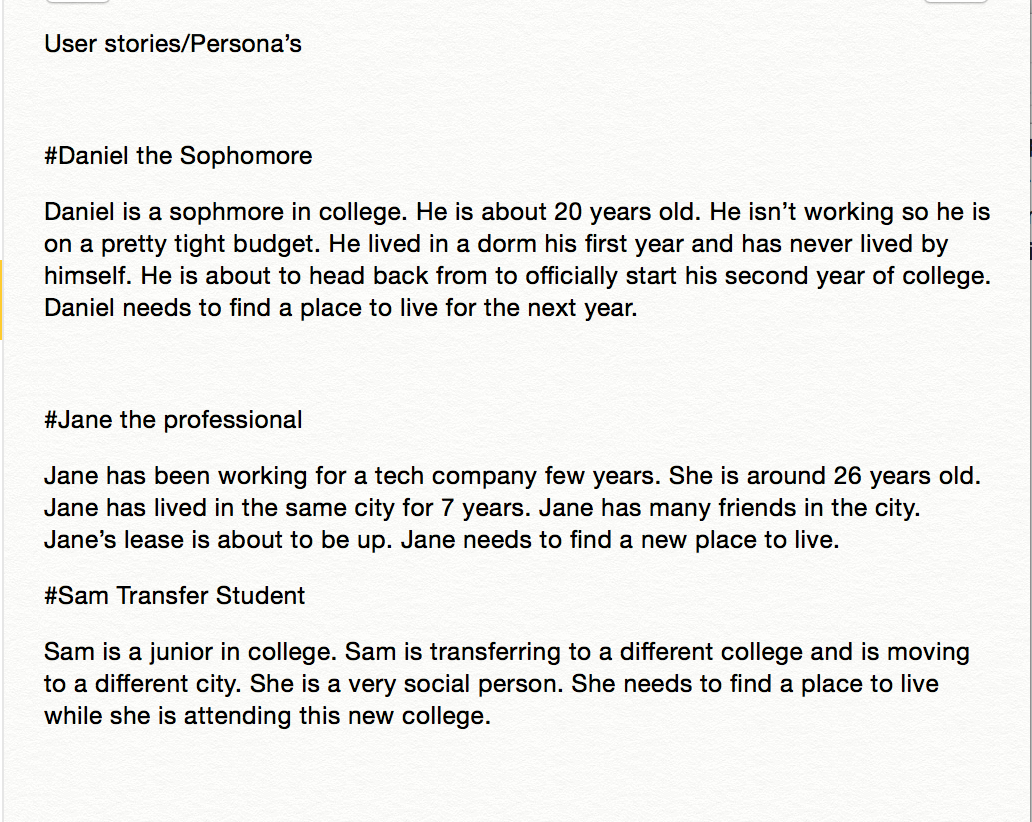 User stories/Persona’s
#Daniel the Sophomore
Daniel is a sophmore in college. He is about 20 years old. He isn’t working so he is
on a pretty tight budget. He lived in a dorm his first year and has never lived by
himself. He is about to head back from to officially start his second year of college.
Daniel needs to find a place to live for the next year.
#Jane the professional
Jane has been working for a tech company few years. She is around 26 years old.
Jane has lived in the same city for 7 years. Jane has many friends in the city.
Jane’s lease is about to be up. Jane needs to find a new place to live.
#Sam Transfer Student
Sam is a junior in college. Sam is transferring to a different college and is moving
to a different city. She is a very social person. She needs to find a place to live
while she is attending this new college.